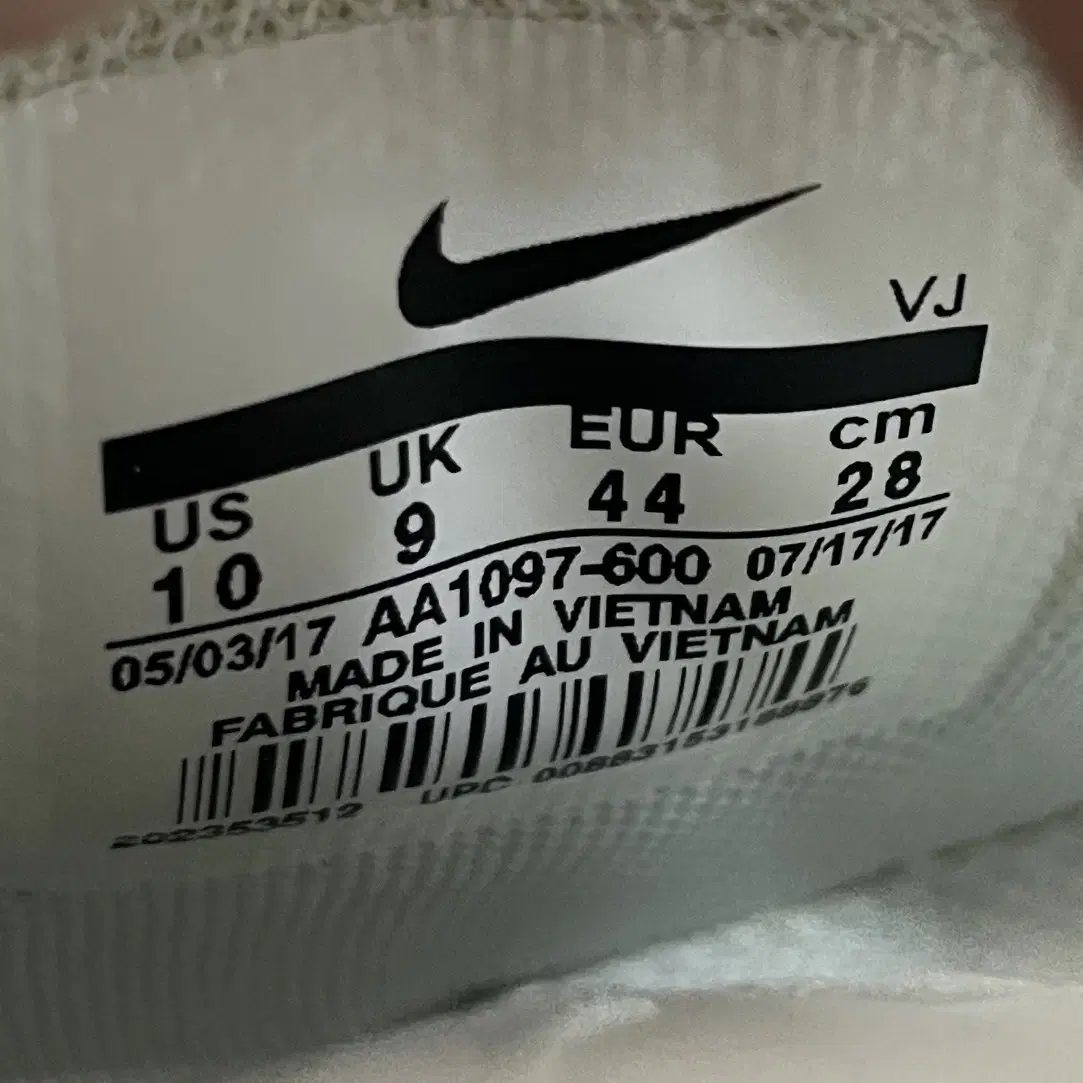 VJ
US UK EUR cm
10 9 44 28
05/03/17 AA1097-600 07/17/17
MADE IN VIETNAM
FABRIQUE AU VIETNAM
202353512 UPC